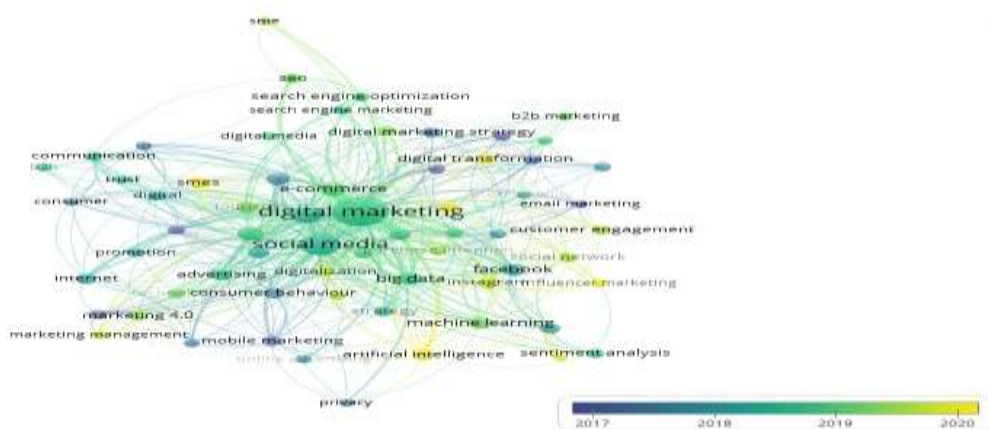 sme
seo
search engine optimization
search engine marketing
b2b marketing
digital media
digital marketing strategy
communication
digital transformation
trust
smes
e-commerce
digital
consumer
email marketing
digital marketing
customer engagement
social media
promotion
social network
facebook
internet
advertising
digitalization
big data
instagram
influencer marketing
consumer behaviour
marketing 4.0
strategy
machine learning
marketing management
mobile marketing
artificial intelligence
sentiment analysis
privacy
2017
2018
2019
2020